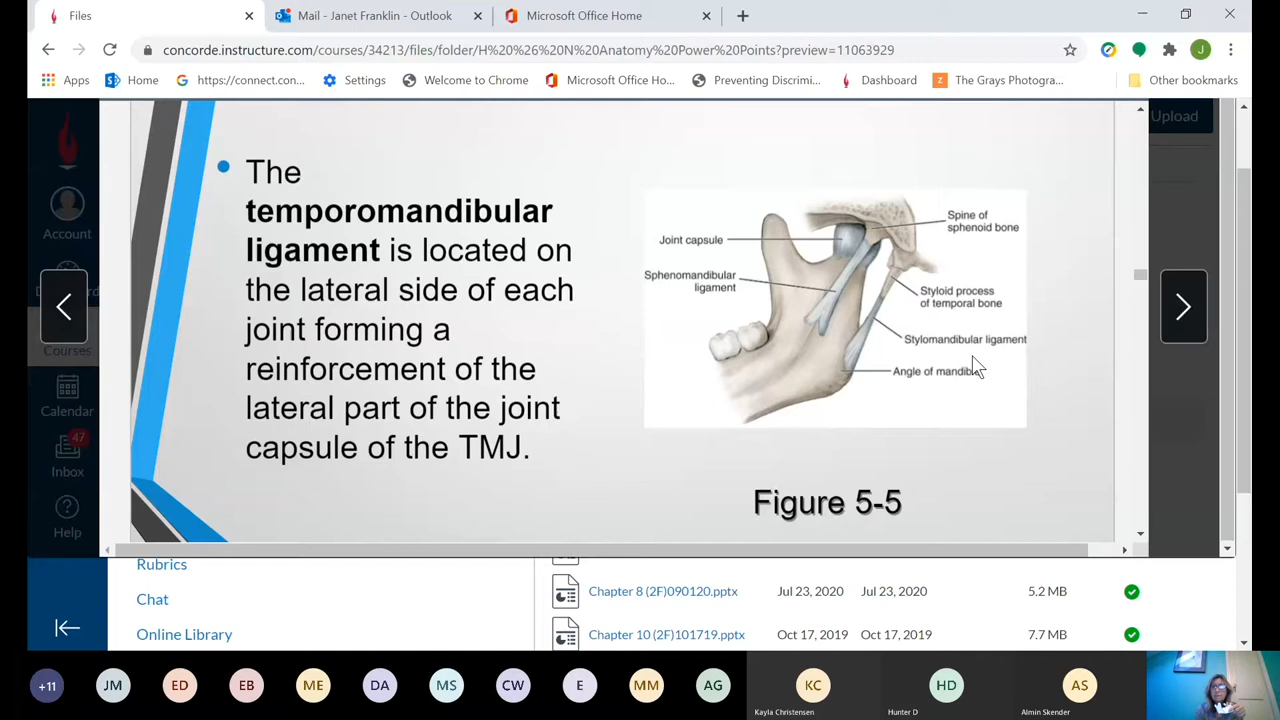 Files
Mail - Janet Franklin - Outlook
Microsoft Office Home
concorde.instructure.com/courses/34213/files/folder/H%20%26%20N%20Anatomy%20Power%20Points?preview=11063929
J
Apps
Home
https://connect.con...
Settings
Welcome to Chrome
Microsoft Office Ho...
Preventing Discrimin...
Dashboard
The Grays Photogra...
Other bookmarks
Upload
Account
Courses
Calendar
47
Inbox
Help
The
temporomandibular
ligament is located on
the lateral side of each
joint forming a
reinforcement of the
lateral part of the joint
capsule of the TMJ.
Joint capsule
Sphenomandibular
ligament
Spine of
sphenoid bone
Styloid process
of temporal bone
Stylomandibular ligament
Angle of
Figure 5-5
Rubrics
Chat
Online Library
Chapter 8 (2F)090120.pptx Jul 23, 2020 Jul 23, 2020 5.2 MB
Chapter 10 (2F)101719.pptx Oct 17, 2019 Oct 17, 2019 7.7 MB
+11 JM ED EB ME DA MS CW E MM AG KC HD AS
Kayla Christensen Hunter D Almin Skender